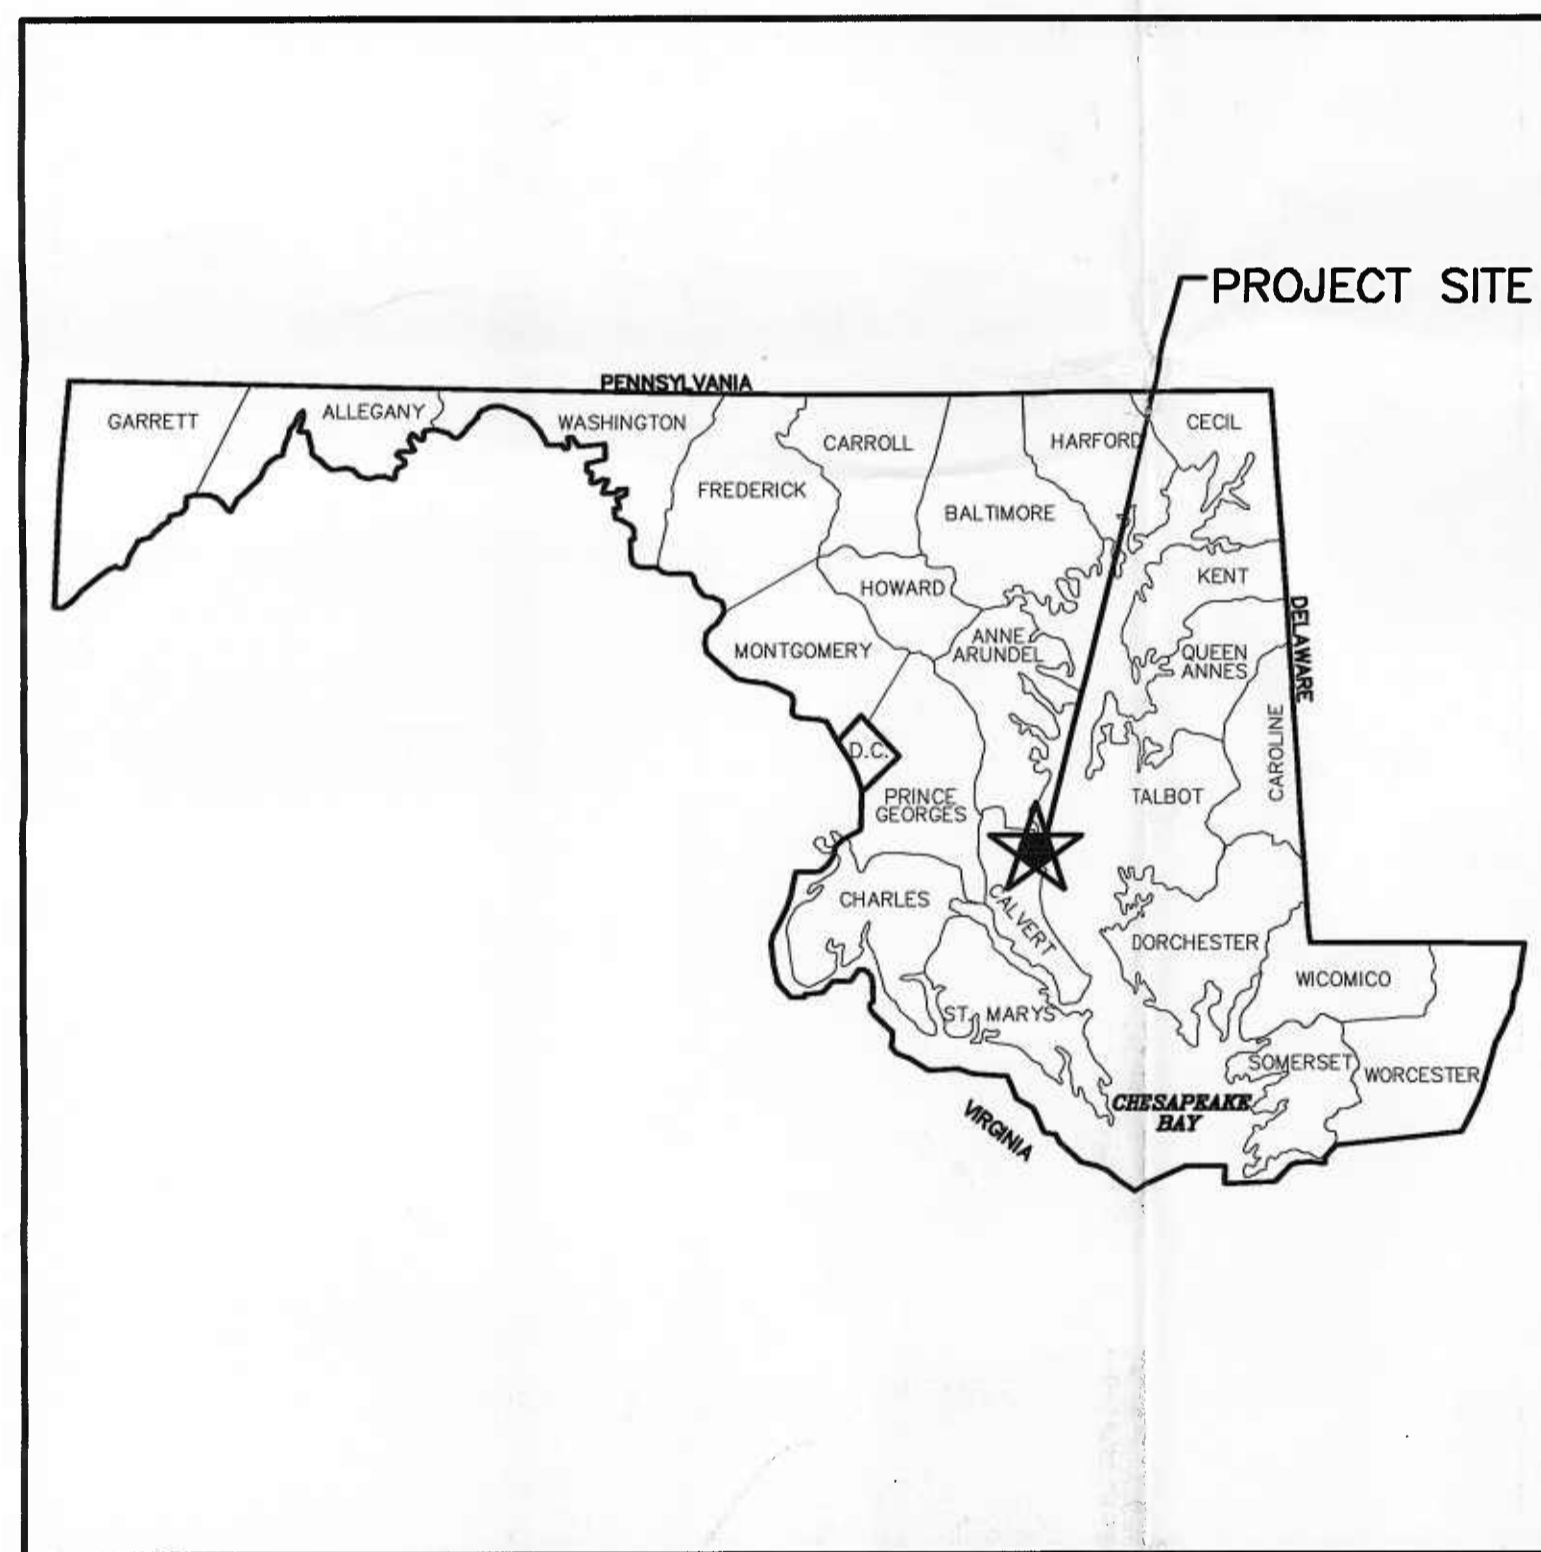 PROJECT SITE
PENNSYLVANIA
GARRETT
ALLEGANY
WASHINGTON
FREDERICK
CARROLL
BALTIMORE
HARFORD
CECIL
KENT
HOWARD
MONTGOMERY
ANNE
ARUNDEL
QUEEN
ANNES
DELAWARE
CAROLINE
D.C.
PRINCE
GEORGES
TALBOT
CHARLES
CALVERT
DORCHESTER
WICOMICO
ST. MARYS
SOMERSET
WORCESTER
CHESAPEAKE
BAY
VIRGINIA